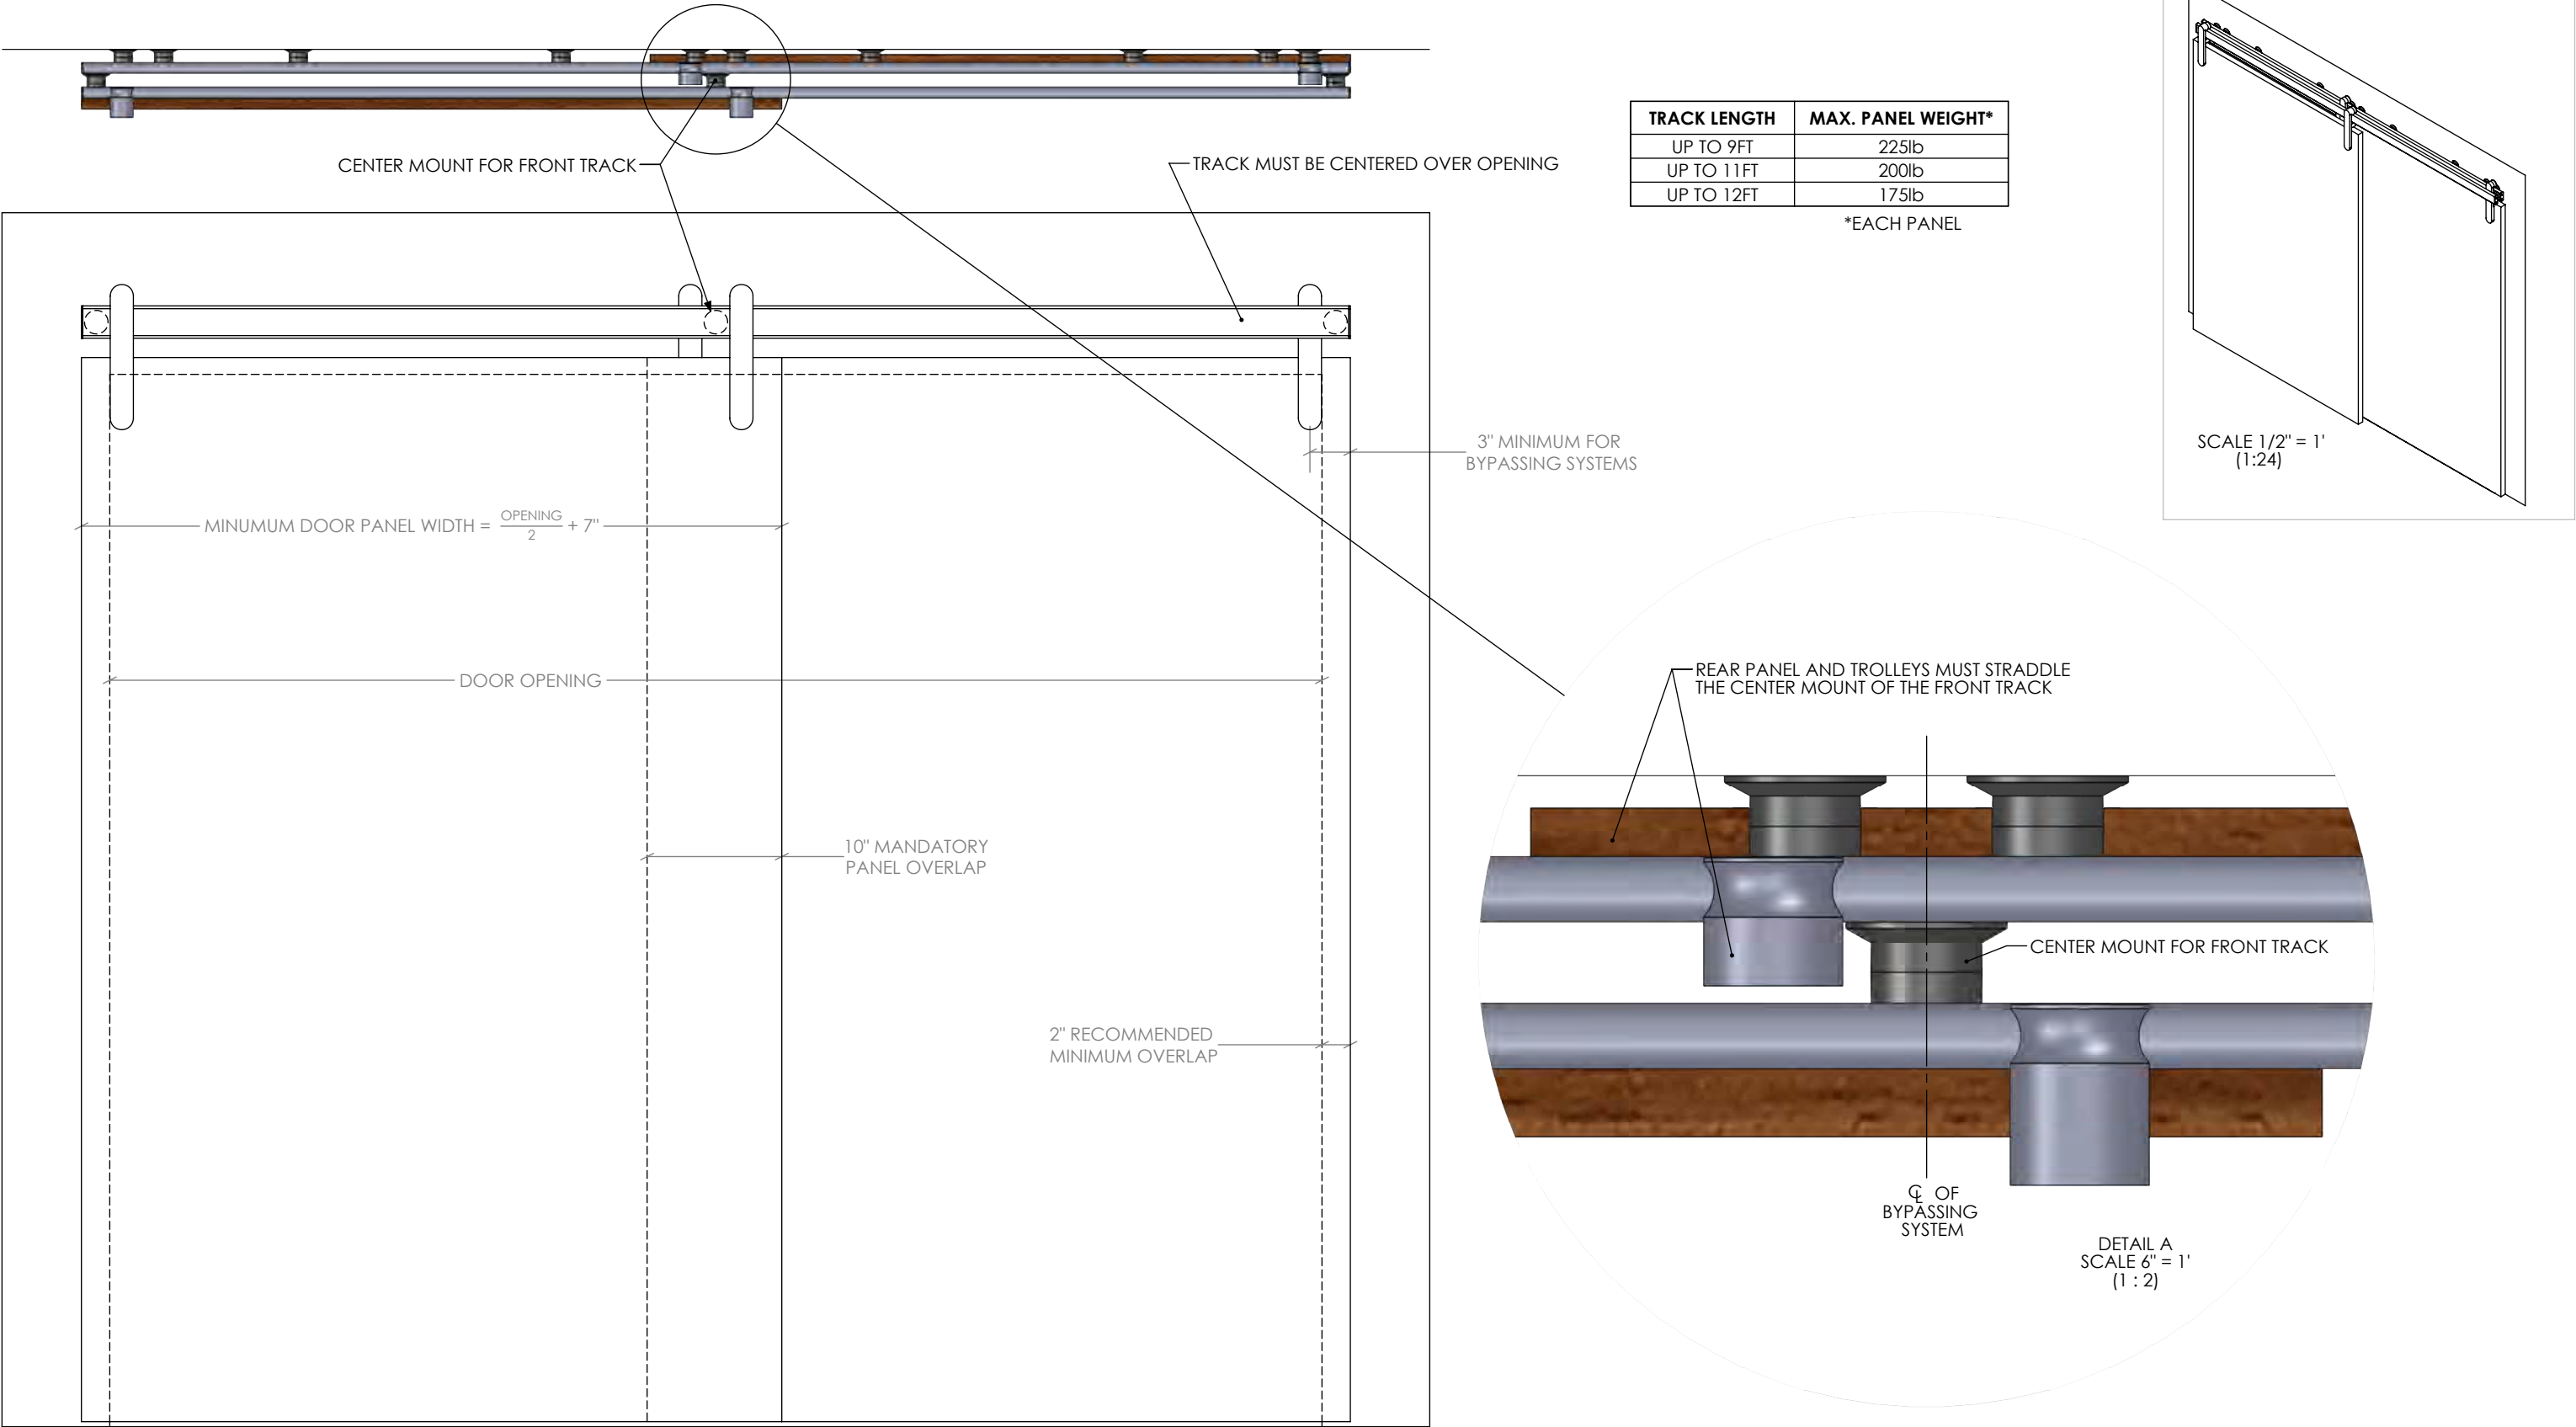 CENTER MOUNT FOR FRONT TRACK
TRACK MUST BE CENTERED OVER OPENING
TRACK LENGTH MAX. PANEL WEIGHT*
UP TO 9FT 225lb
UP TO 11FT 200lb
UP TO 12FT 175lb
*EACH PANEL
SCALE 1/2" = 1'
(1:24)
3" MINIMUM FOR
BYPASSING SYSTEMS
MINUMUM DOOR PANEL WIDTH = OPENING/2 + 7"
DOOR OPENING
10" MANDATORY
PANEL OVERLAP
2" RECOMMENDED
MINIMUM OVERLAP
REAR PANEL AND TROLLEYS MUST STRADDLE
THE CENTER MOUNT OF THE FRONT TRACK
CENTER MOUNT FOR FRONT TRACK
℄ OF
BYPASSING
SYSTEM
DETAIL A
SCALE 6" = 1'
(1 : 2)